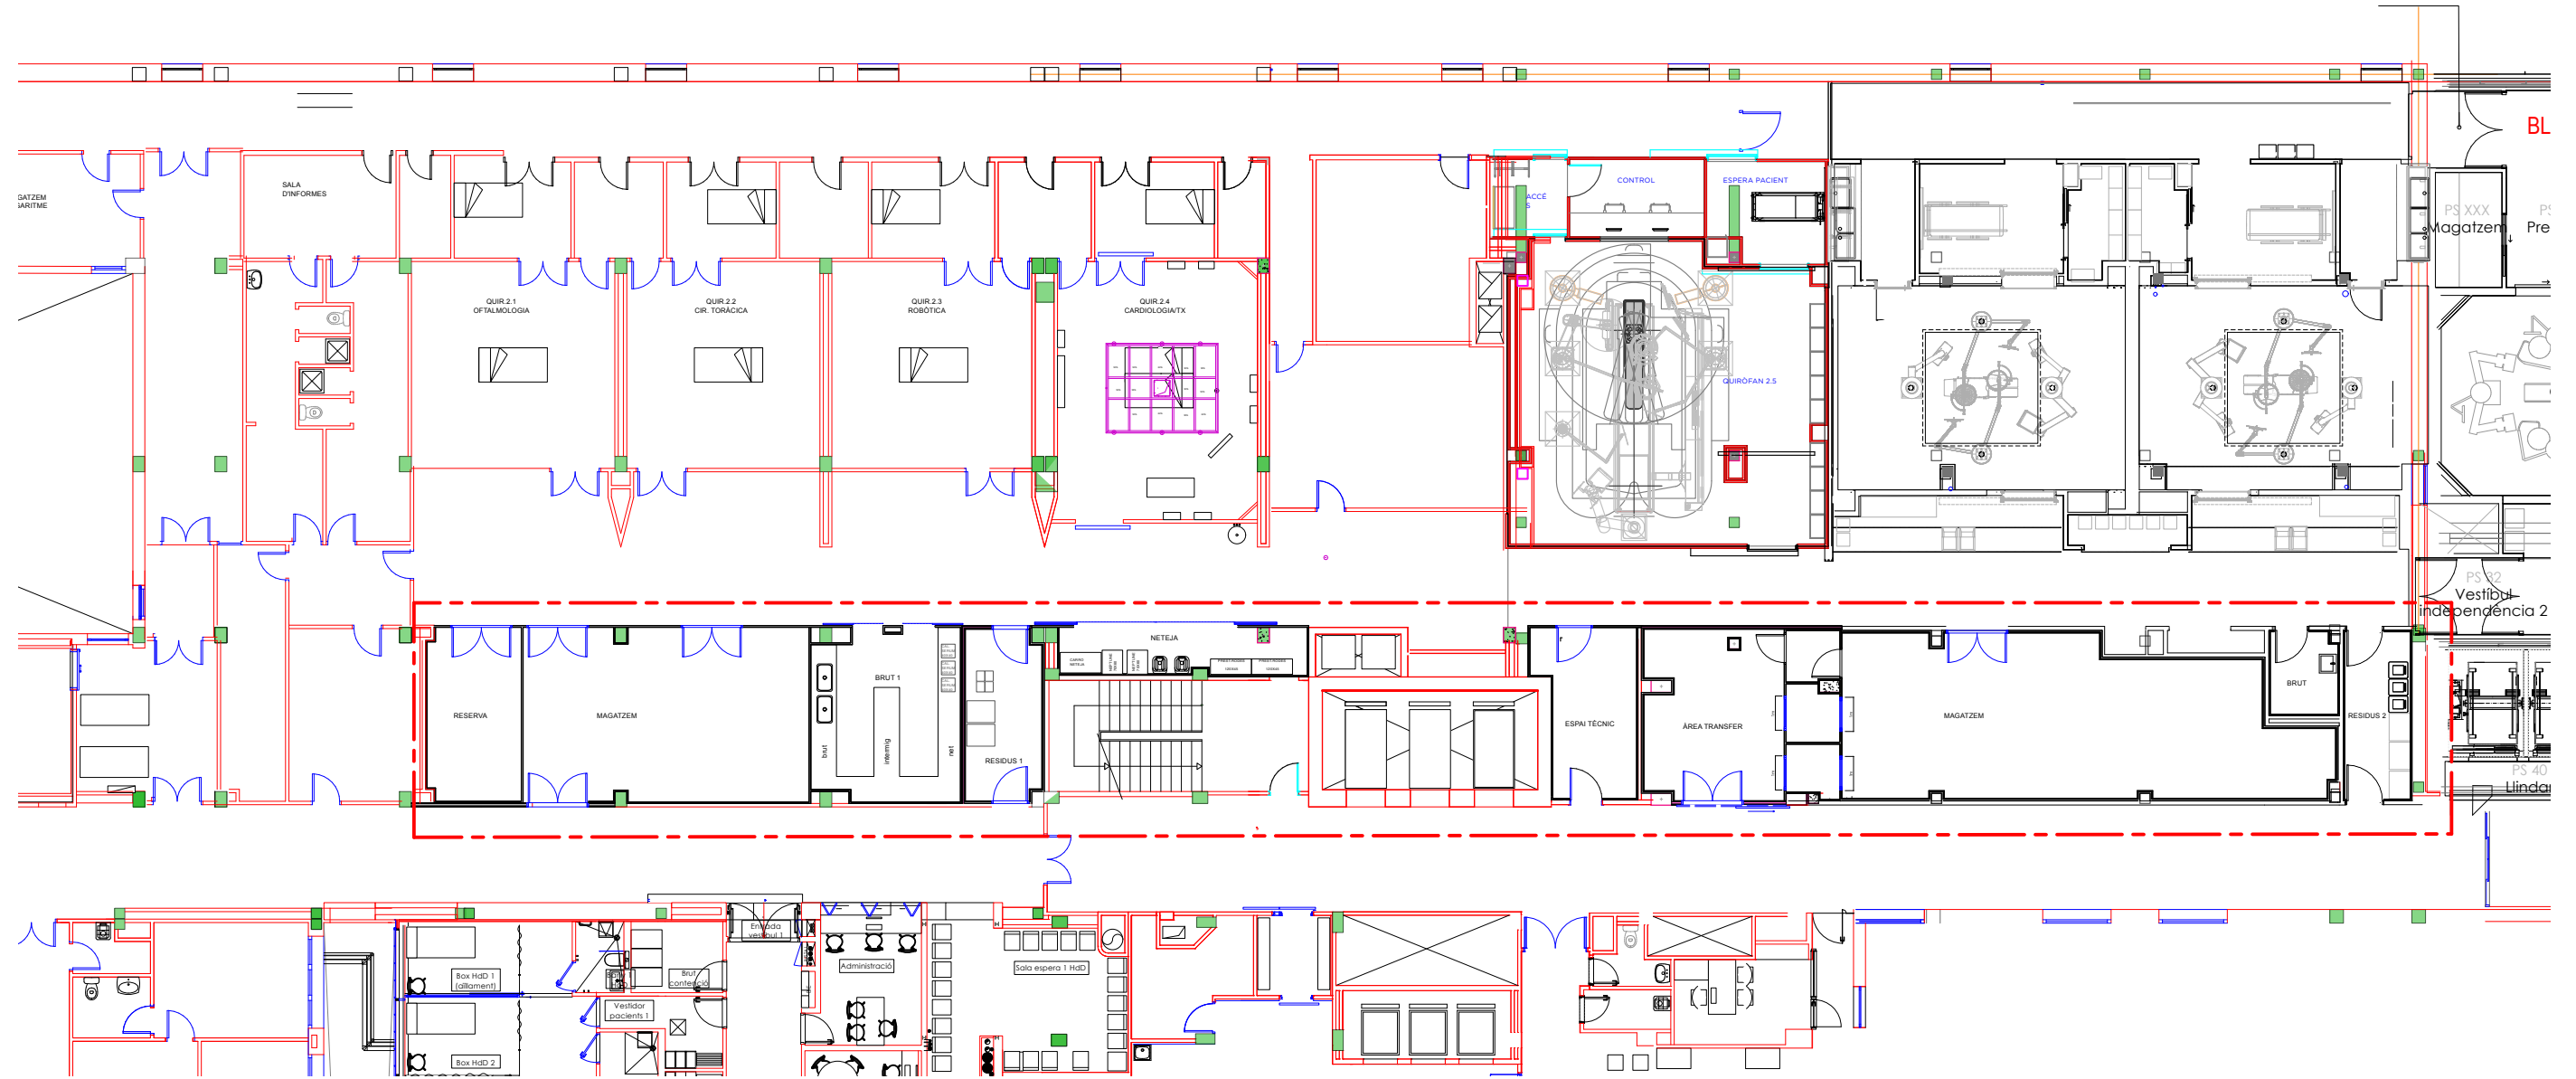 BL
SALA
D'INFORMES
CONTROL
ESPERA PACIENT
ACCÉ
S
GATZEM
PS XXX
Magatzem
Pre
QUIR.2.1
OFTALMOLOGIA
QUIR.2.2
CIR. TORÀCICA
QUIR.2.3
ROBÒTICA
QUIR.2.4
CARDIOLOGIA/TX
QUIRÒFAN 2.5
PS 32
Vestíbul
independència 2
NETEJA
CARRO
NETEJA
BRUT 1
RESERVA
MAGATZEM
brut
intermig
net
RESIDUS 1
ESPAI TÈCNIC
ÀREA TRANSFER
MAGATZEM
BRUT
RESIDUS 2
PS 40
Llindar
Entrada
vestíbul 1
Administració
Sala espera 1 HdD
Box HdD 1
(aïllament)
Brut
contenció
Vestidor
pacients 1
Box HdD 2